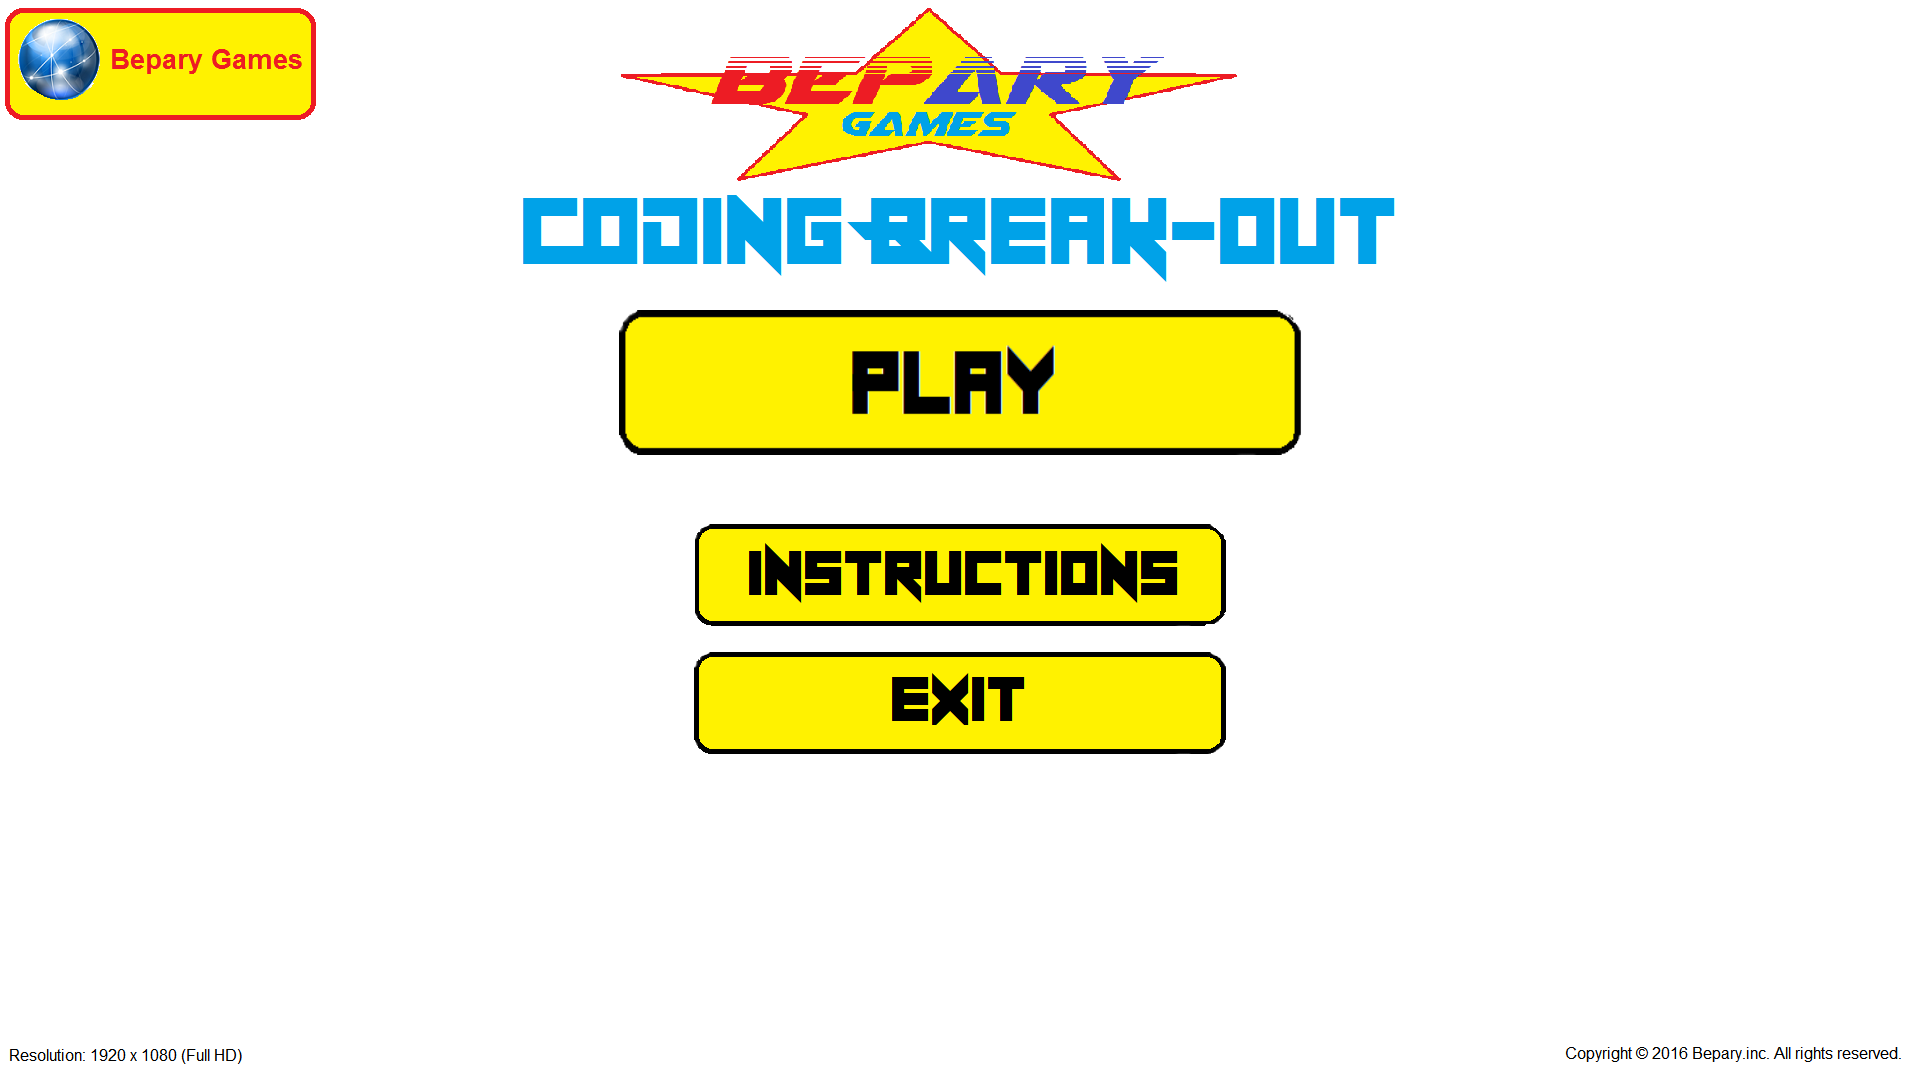 Bepary Games
BEPARY
GAMES
CODING BREAK-OUT
PLAY
INSTRUCTIONS
EXIT
Resolution: 1920 x 1080 (Full HD)
Copyright © 2016 Bepary.inc. All rights reserved.